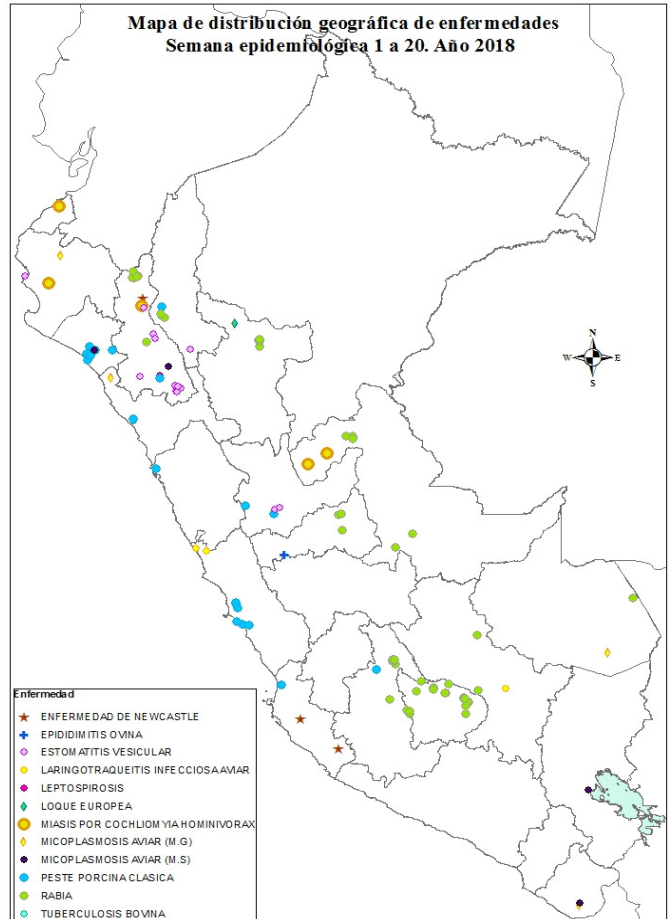 Mapa de distribución geográfica de enfermedades
Semana epidemiológica 1 a 20. Año 2018
N
W E
S
Enfermedad
ENFERMEDAD DE NEWCASTLE
EPIDIDIMITIS OVINA
ESTOMATITIS VESICULAR
LARINGOTRAQUEITIS INFECCIOSA AVIAR
LEPTOSPIROSIS
LOQUE EUROPEA
MIASIS POR COCHLIOMYIA HOMINIVORAX
MICOPLASMOSIS AVIAR (M.G)
MICOPLASMOSIS AVIAR (M.S)
PESTE PORCINA CLASICA
RABIA
TUBERCULOSIS BOVINA